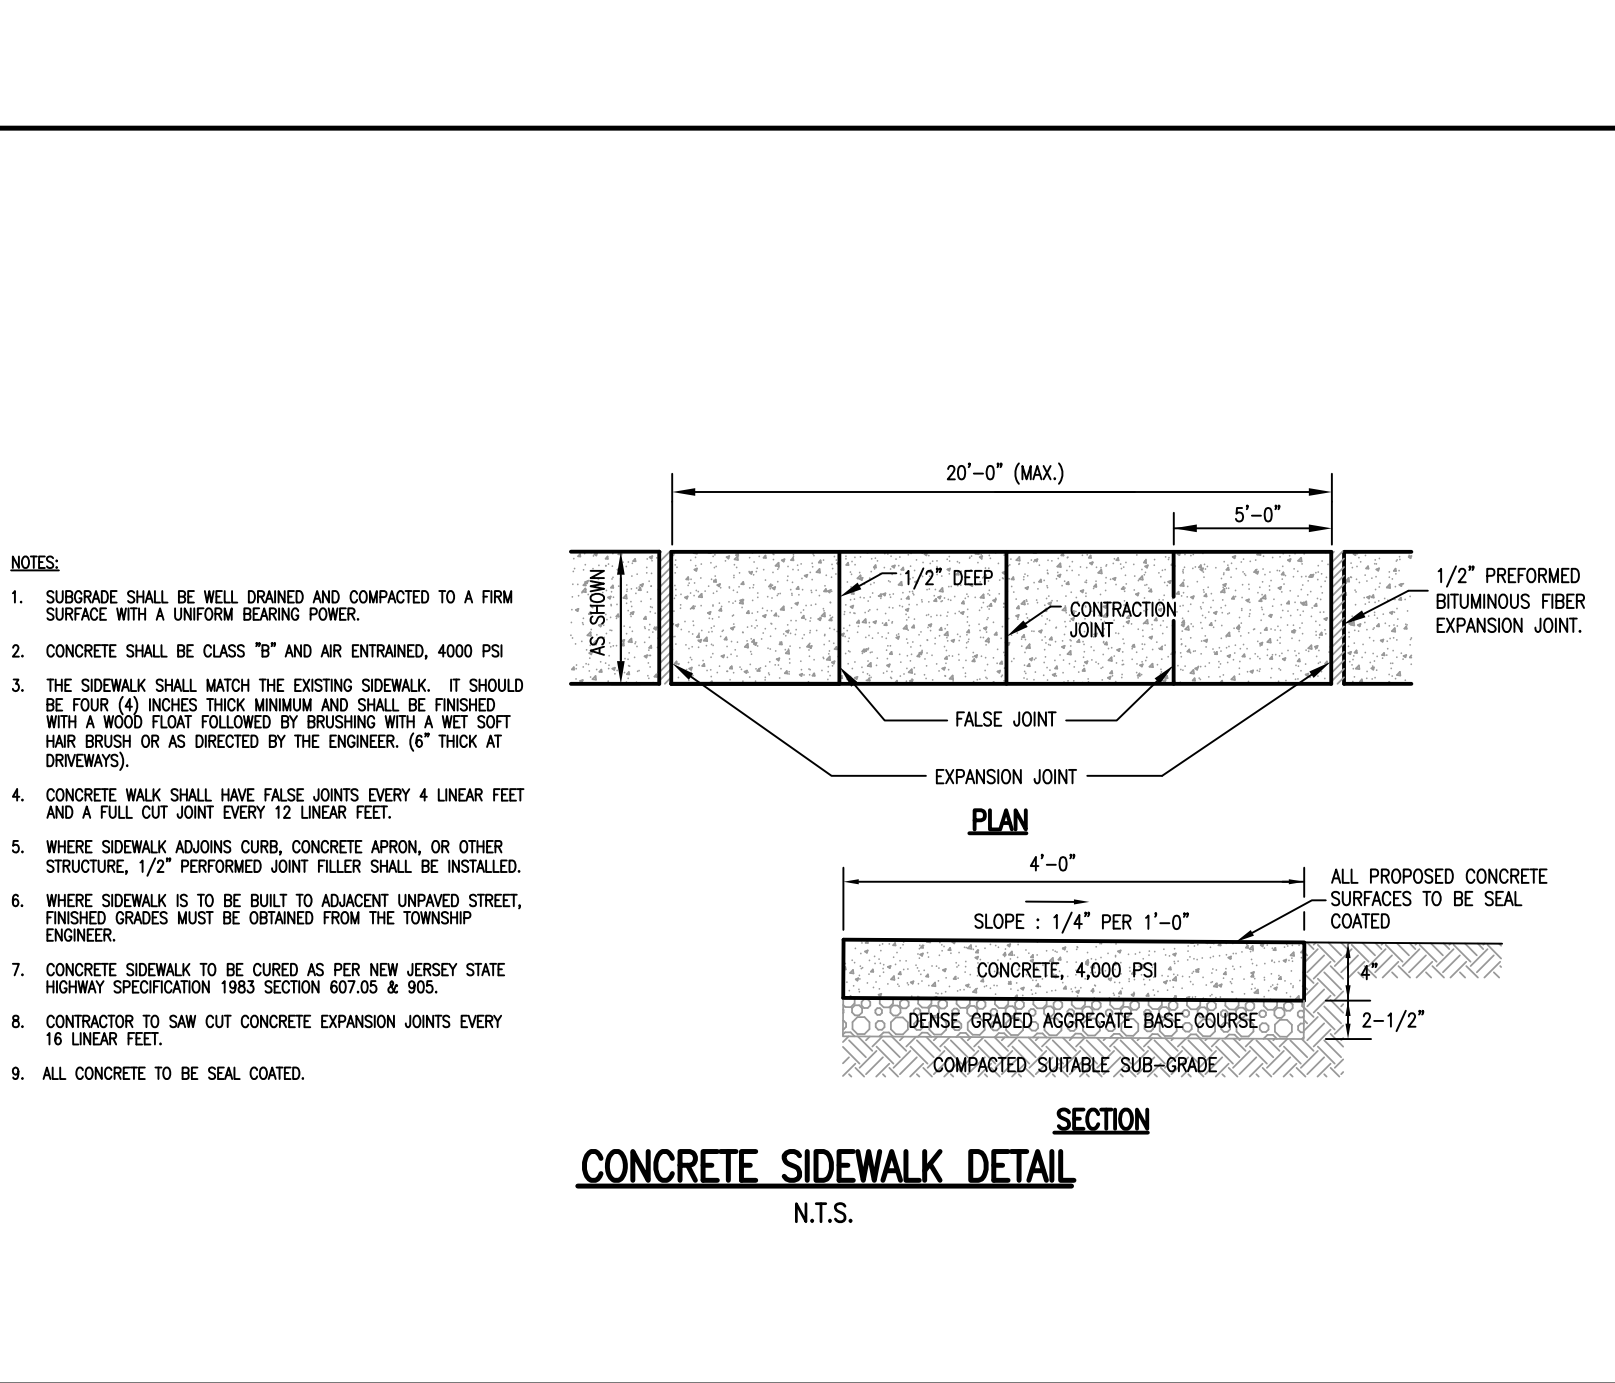 NOTES:
1. SUBGRADE SHALL BE WELL DRAINED AND COMPACTED TO A FIRM
SURFACE WITH A UNIFORM BEARING POWER.
2. CONCRETE SHALL BE CLASS "B" AND AIR ENTRAINED, 4000 PSI
3. THE SIDEWALK SHALL MATCH THE EXISTING SIDEWALK. IT SHOULD
BE FOUR (4) INCHES THICK MINIMUM AND SHALL BE FINISHED
WITH A WOOD FLOAT FOLLOWED BY BRUSHING WITH A WET SOFT
HAIR BRUSH OR AS DIRECTED BY THE ENGINEER. (6" THICK AT
DRIVEWAYS).
4. CONCRETE WALK SHALL HAVE FALSE JOINTS EVERY 4 LINEAR FEET
AND A FULL CUT JOINT EVERY 12 LINEAR FEET.
5. WHERE SIDEWALK ADJOINS CURB, CONCRETE APRON, OR OTHER
STRUCTURE, 1/2" PERFORMED JOINT FILLER SHALL BE INSTALLED.
6. WHERE SIDEWALK IS TO BE BUILT TO ADJACENT UNPAVED STREET,
FINISHED GRADES MUST BE OBTAINED FROM THE TOWNSHIP
ENGINEER.
7. CONCRETE SIDEWALK TO BE CURED AS PER NEW JERSEY STATE
HIGHWAY SPECIFICATION 1983 SECTION 607.05 & 905.
8. CONTRACTOR TO SAW CUT CONCRETE EXPANSION JOINTS EVERY
16 LINEAR FEET.
9. ALL CONCRETE TO BE SEAL COATED.
20'-0" (MAX.)
5'-0"
AS SHOWN
1/2" DEEP
CONTRACTION
JOINT
1/2" PREFORMED
BITUMINOUS FIBER
EXPANSION JOINT.
FALSE JOINT
EXPANSION JOINT
PLAN
4'-0"
SLOPE : 1/4" PER 1'-0"
ALL PROPOSED CONCRETE
SURFACES TO BE SEAL
COATED
CONCRETE, 4,000 PSI
4"
DENSE GRADED AGGREGATE BASE COURSE
2-1/2"
COMPACTED SUITABLE SUB-GRADE
SECTION
CONCRETE SIDEWALK DETAIL
N.T.S.